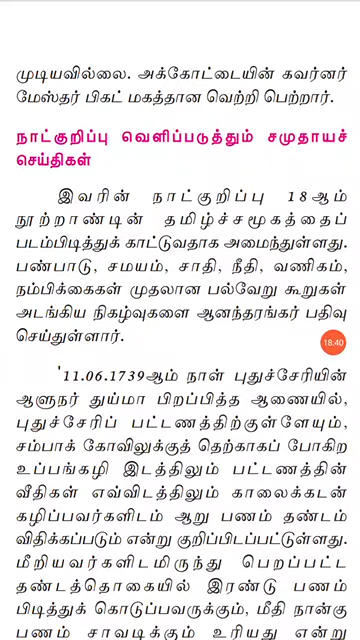 முடியவில்லை. அக்கோட்டையின் கவர்னர்
மேஸ்தர் பிகட் மகத்தான வெற்றி பெற்றார்.
நாட்குறிப்பு வெளிப்படுத்தும் சமுதாயச்
செய்திகள்
இவரின் நாட்குறிப்பு 18ஆம்
நூற்றாண்டின் தமிழ்ச்சமூகத்தைப்
படம்பிடித்துக் காட்டுவதாக அமைந்துள்ளது.
பண்பாடு, சமயம், சாதி, நீதி, வணிகம்,
நம்பிக்கைகள் முதலான பல்வேறு கூறுகள்
அடங்கிய நிகழ்வுகளை ஆனந்தரங்கர் பதிவு
செய்துள்ளார்.
18:40
'11.06.1739ஆம் நாள் புதுச்சேரியின்
ஆளுநர் துய்மா பிறப்பித்த ஆணையில்,
புதுச்சேரிப் பட்டணத்திற்குள்ளேயும்,
சம்பாக் கோவிலுக்குத் தெற்காகப் போகிற
உப்பங்கழி இடத்திலும் பட்டணத்தின்
வீதிகள் எவ்விடத்திலும் காலைக்கடன்
கழிப்பவர்களிடம் ஆறு பணம் தண்டம்
விதிக்கப்படும் என்று குறிப்பிடப்பட்டுள்ளது.
மீறியவர்களிடமிருந்து பெறப்பட்ட
தண்டத்தொகையில் இரண்டு பணம்
பிடித்துக் கொடுப்பவருக்கும், மீதி நான்கு
பணம் சாவடிக்கும் உரியது என்று